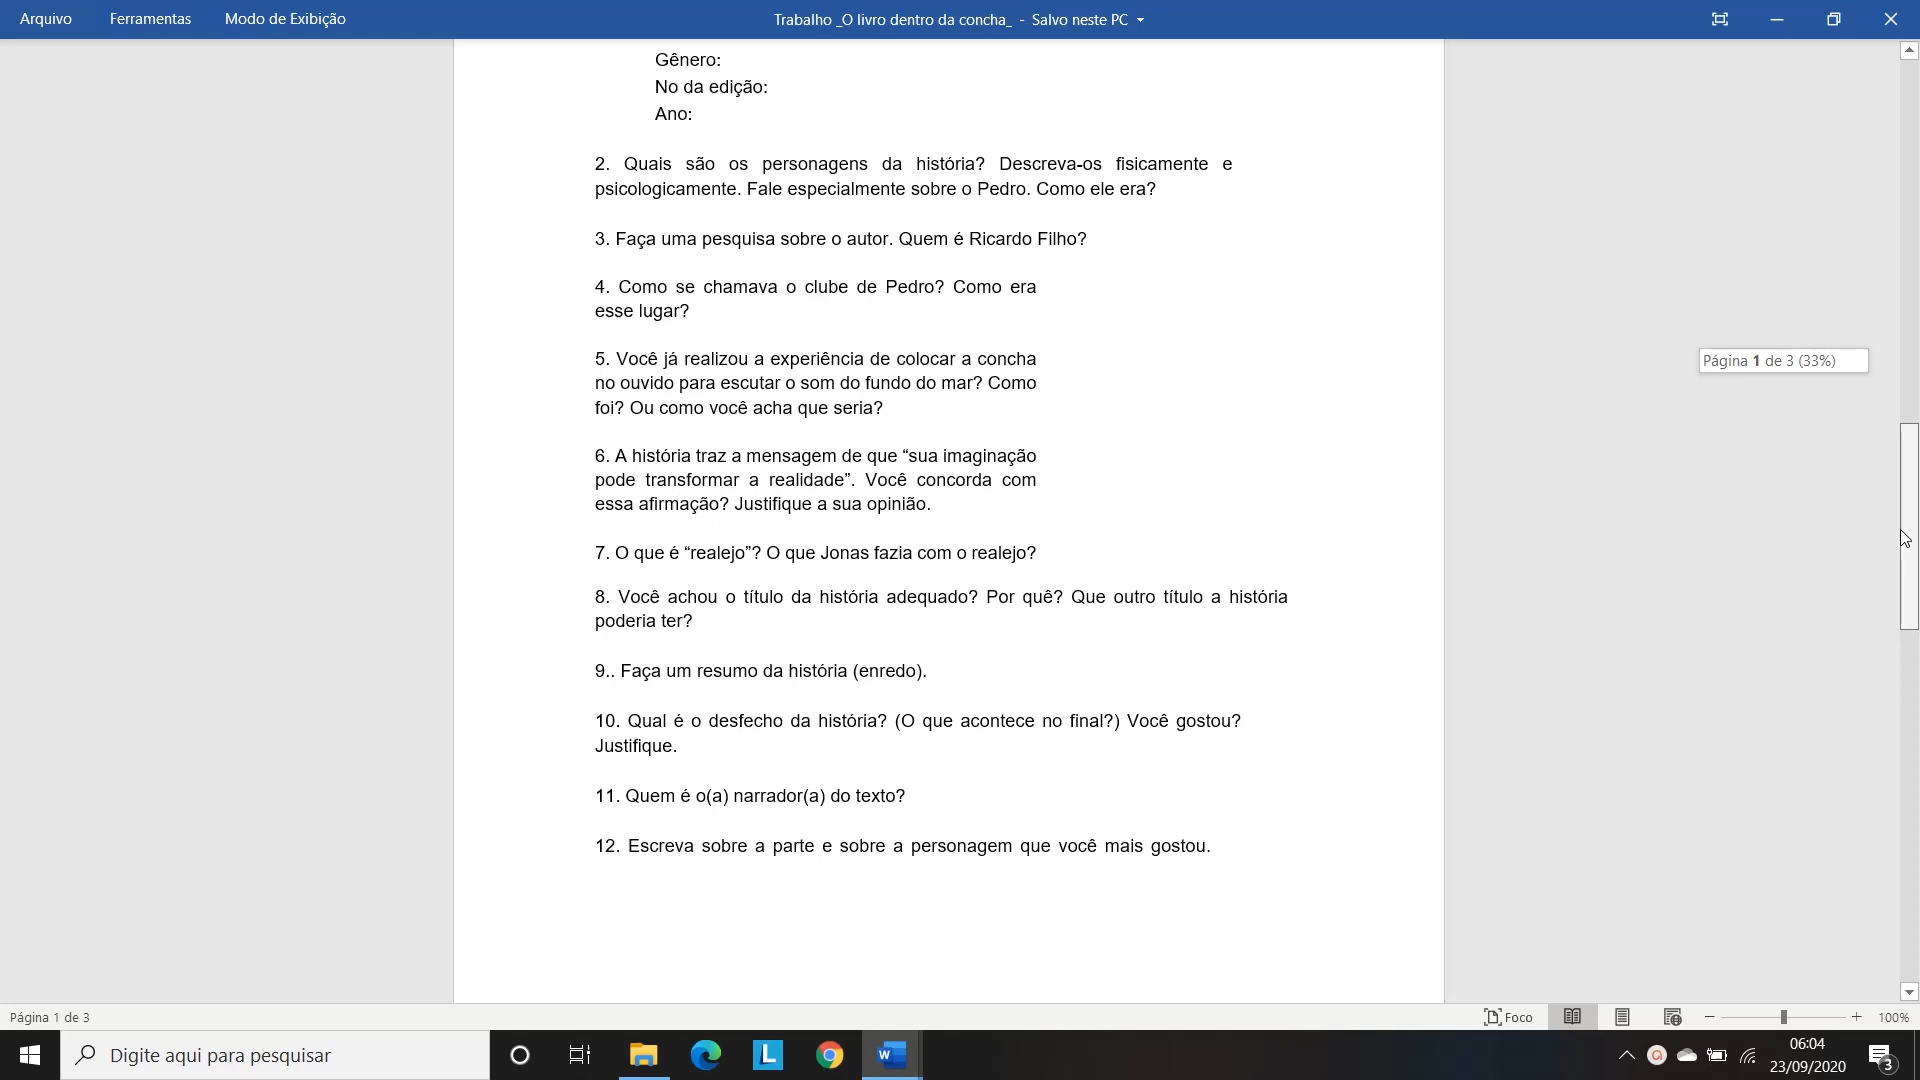 Arquivo Ferramentas Modo de Exibição Trabalho _O livro dentro da concha_ - Salvo neste PC
Gênero:
No da edição:
Ano:
2. Quais são os personagens da história? Descreva-os fisicamente e
psicologicamente. Fale especialmente sobre o Pedro. Como ele era?
3. Faça uma pesquisa sobre o autor. Quem é Ricardo Filho?
4. Como se chamava o clube de Pedro? Como era
esse lugar?
5. Você já realizou a experiência de colocar a concha
no ouvido para escutar o som do fundo do mar? Como
foi? Ou como você acha que seria?
6. A história traz a mensagem de que “sua imaginação
pode transformar a realidade”. Você concorda com
essa afirmação? Justifique a sua opinião.
7. O que é “realejo”? O que Jonas fazia com o realejo?
8. Você achou o título da história adequado? Por quê? Que outro título a história
poderia ter?
9.. Faça um resumo da história (enredo).
10. Qual é o desfecho da história? (O que acontece no final?) Você gostou?
Justifique.
11. Quem é o(a) narrador(a) do texto?
12. Escreva sobre a parte e sobre a personagem que você mais gostou.
Página 1 de 3 (33%)
Página 1 de 3 Foco 100%
Digite aqui para pesquisar
L
W
06:04
23/09/2020
3